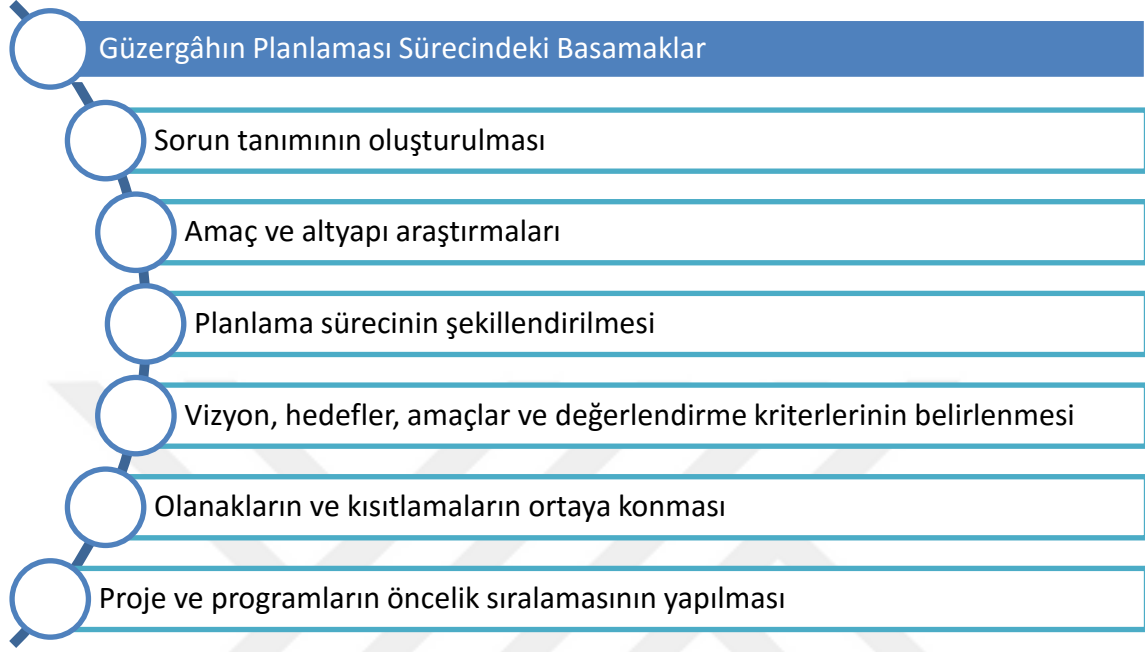 Güzergâhın Planlaması Sürecindeki Basamaklar
Sorun tanımının oluşturulması
Amaç ve altyapı araştırmaları
Planlama sürecinin şekillendirilmesi
Vizyon, hedefler, amaçlar ve değerlendirme kriterlerinin belirlenmesi
Olanakların ve kısıtlamaların ortaya konması
Proje ve programların öncelik sıralamasının yapılması